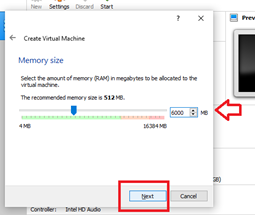 New Settings Discard Start
Previ
Create Virtual Machine
Memory size
Select the amount of memory (RAM) in megabytes to be allocated to the
virtual machine.
The recommended memory size is 512 MB.
6000 MB
4 MB 16384 MB
Next Cancel
B)
Controller: Intel HD Audio